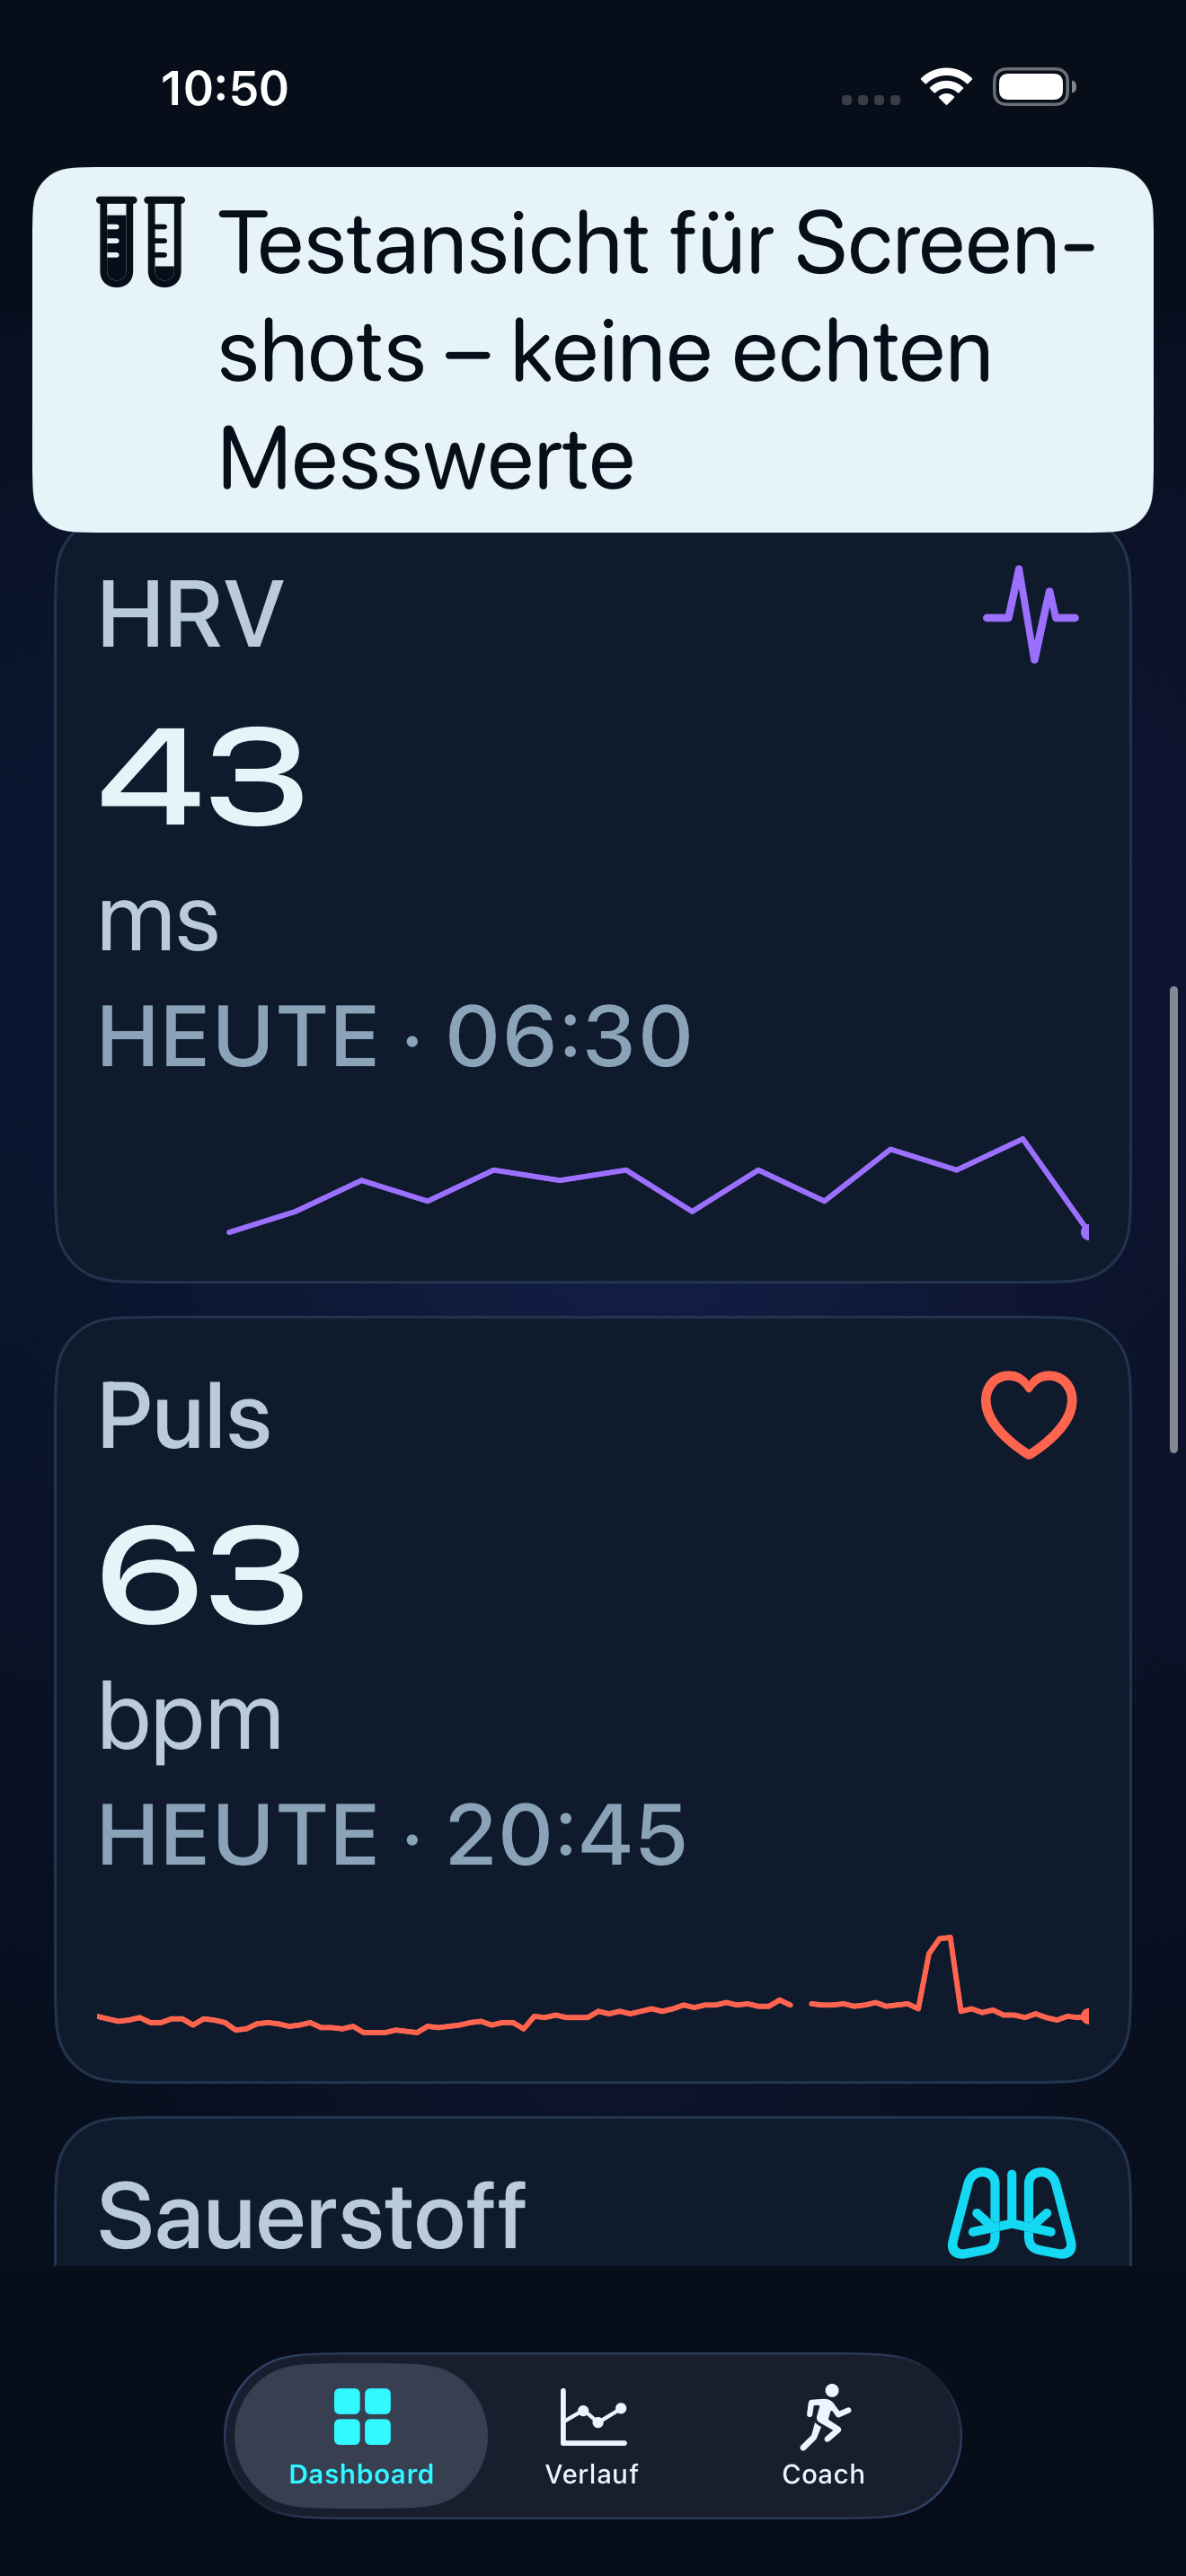 10:50
Testansicht für Screen-
shots – keine echten
Messwerte
HRV
43
ms
HEUTE · 06:30
Puls
63
bpm
HEUTE · 20:45
Sauerstoff
Dashboard
Verlauf
Coach